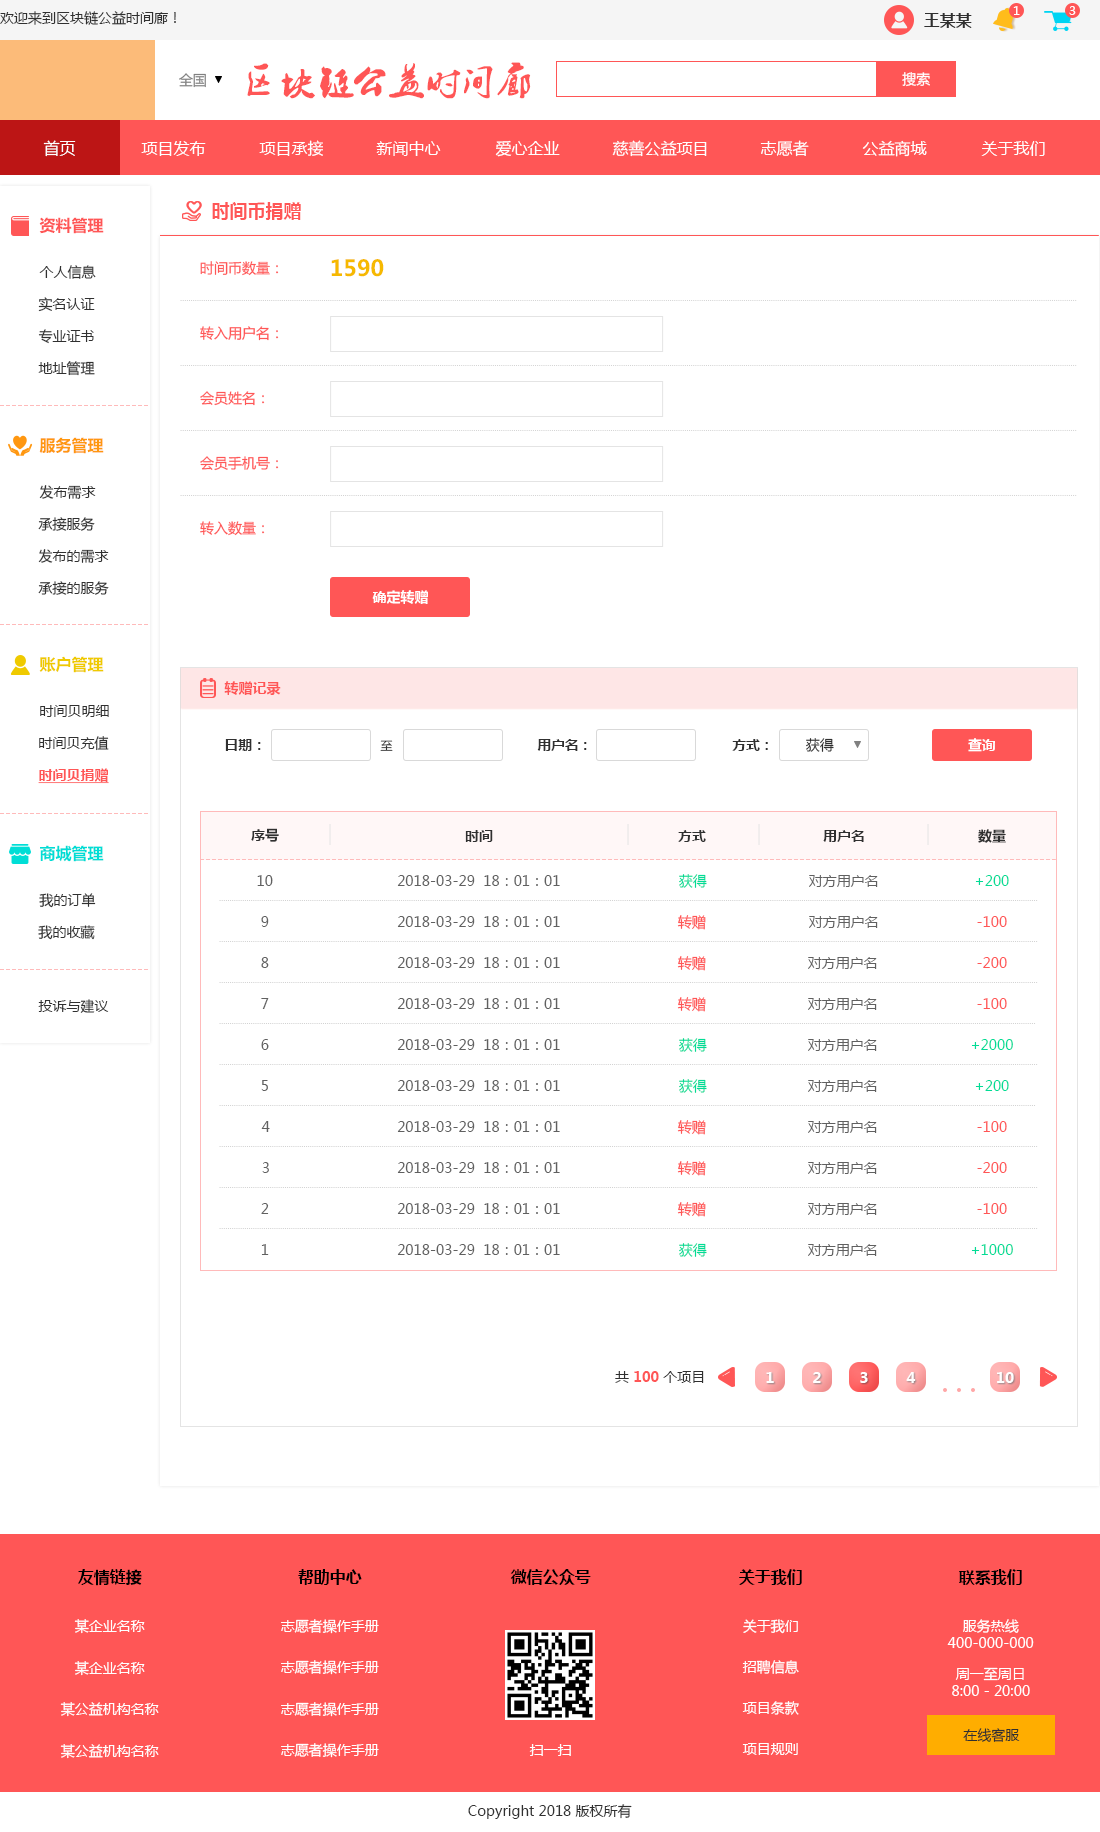 欢迎来到区块链公益时间廊！
王某某
1
3
全国 ▼
区块链公益时间廊
搜索
首页 项目发布 项目承接 新闻中心 爱心企业 慈善公益项目 志愿者 公益商城 关于我们
资料管理
个人信息
实名认证
专业证书
地址管理
服务管理
发布需求
承接服务
发布的需求
承接的服务
账户管理
时间贝明细
时间贝充值
时间贝捐赠
商城管理
我的订单
我的收藏
投诉与建议
时间币捐赠
时间币数量： 1590
转入用户名：
会员姓名：
会员手机号：
转入数量：
确定转赠
转赠记录
日期： 至 用户名： 方式： 获得 ▼ 查询
序号 时间 方式 用户名 数量
10 2018-03-29 18：01：01 获得 对方用户名 +200
9 2018-03-29 18：01：01 转赠 对方用户名 -100
8 2018-03-29 18：01：01 转赠 对方用户名 -200
7 2018-03-29 18：01：01 转赠 对方用户名 -100
6 2018-03-29 18：01：01 获得 对方用户名 +2000
5 2018-03-29 18：01：01 获得 对方用户名 +200
4 2018-03-29 18：01：01 转赠 对方用户名 -100
3 2018-03-29 18：01：01 转赠 对方用户名 -200
2 2018-03-29 18：01：01 转赠 对方用户名 -100
1 2018-03-29 18：01：01 获得 对方用户名 +1000
共 100 个项目 1 2 3 4 ... 10
友情链接
某企业名称
某企业名称
某公益机构名称
某公益机构名称
帮助中心
志愿者操作手册
志愿者操作手册
志愿者操作手册
志愿者操作手册
微信公众号
扫一扫
关于我们
关于我们
招聘信息
项目条款
项目规则
联系我们
服务热线
400-000-000
周一至周日
8:00 - 20:00
在线客服
Copyright 2018 版权所有